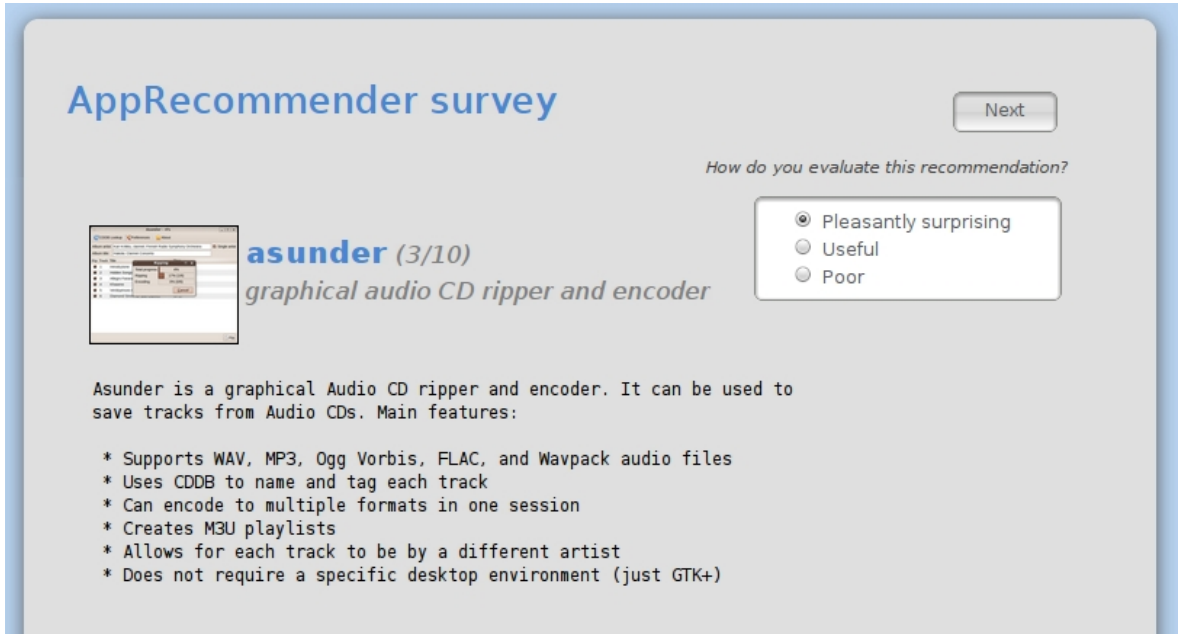 AppRecommender survey
Next
How do you evaluate this recommendation?
Pleasantly surprising
Useful
Poor
asunder (3/10)
graphical audio CD ripper and encoder
Asunder is a graphical Audio CD ripper and encoder. It can be used to
save tracks from Audio CDs. Main features:
* Supports WAV, MP3, Ogg Vorbis, FLAC, and Wavpack audio files
* Uses CDDB to name and tag each track
* Can encode to multiple formats in one session
* Creates M3U playlists
* Allows for each track to be by a different artist
* Does not require a specific desktop environment (just GTK+)